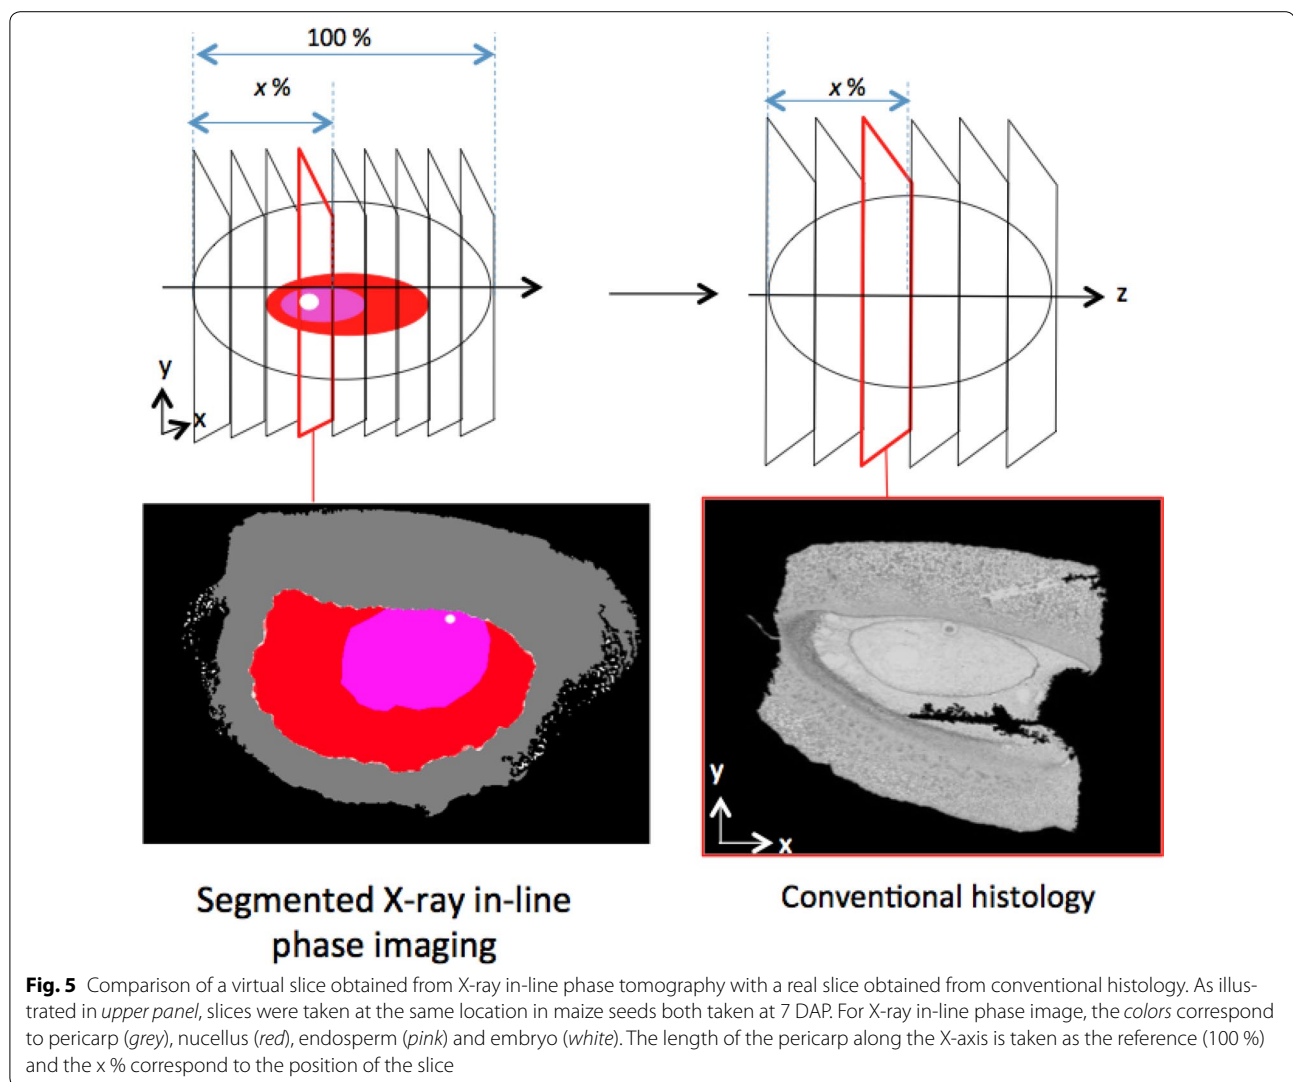 100 %
x %
x %
z
y
x
y
x
Segmented X-ray in-line
phase imaging
Conventional histology
Fig. 5 Comparison of a virtual slice obtained from X-ray in-line phase tomography with a real slice obtained from conventional histology. As illus-
trated in upper panel, slices were taken at the same location in maize seeds both taken at 7 DAP. For X-ray in-line phase image, the colors correspond
to pericarp (grey), nucellus (red), endosperm (pink) and embryo (white). The length of the pericarp along the X-axis is taken as the reference (100 %)
and the x % correspond to the position of the slice